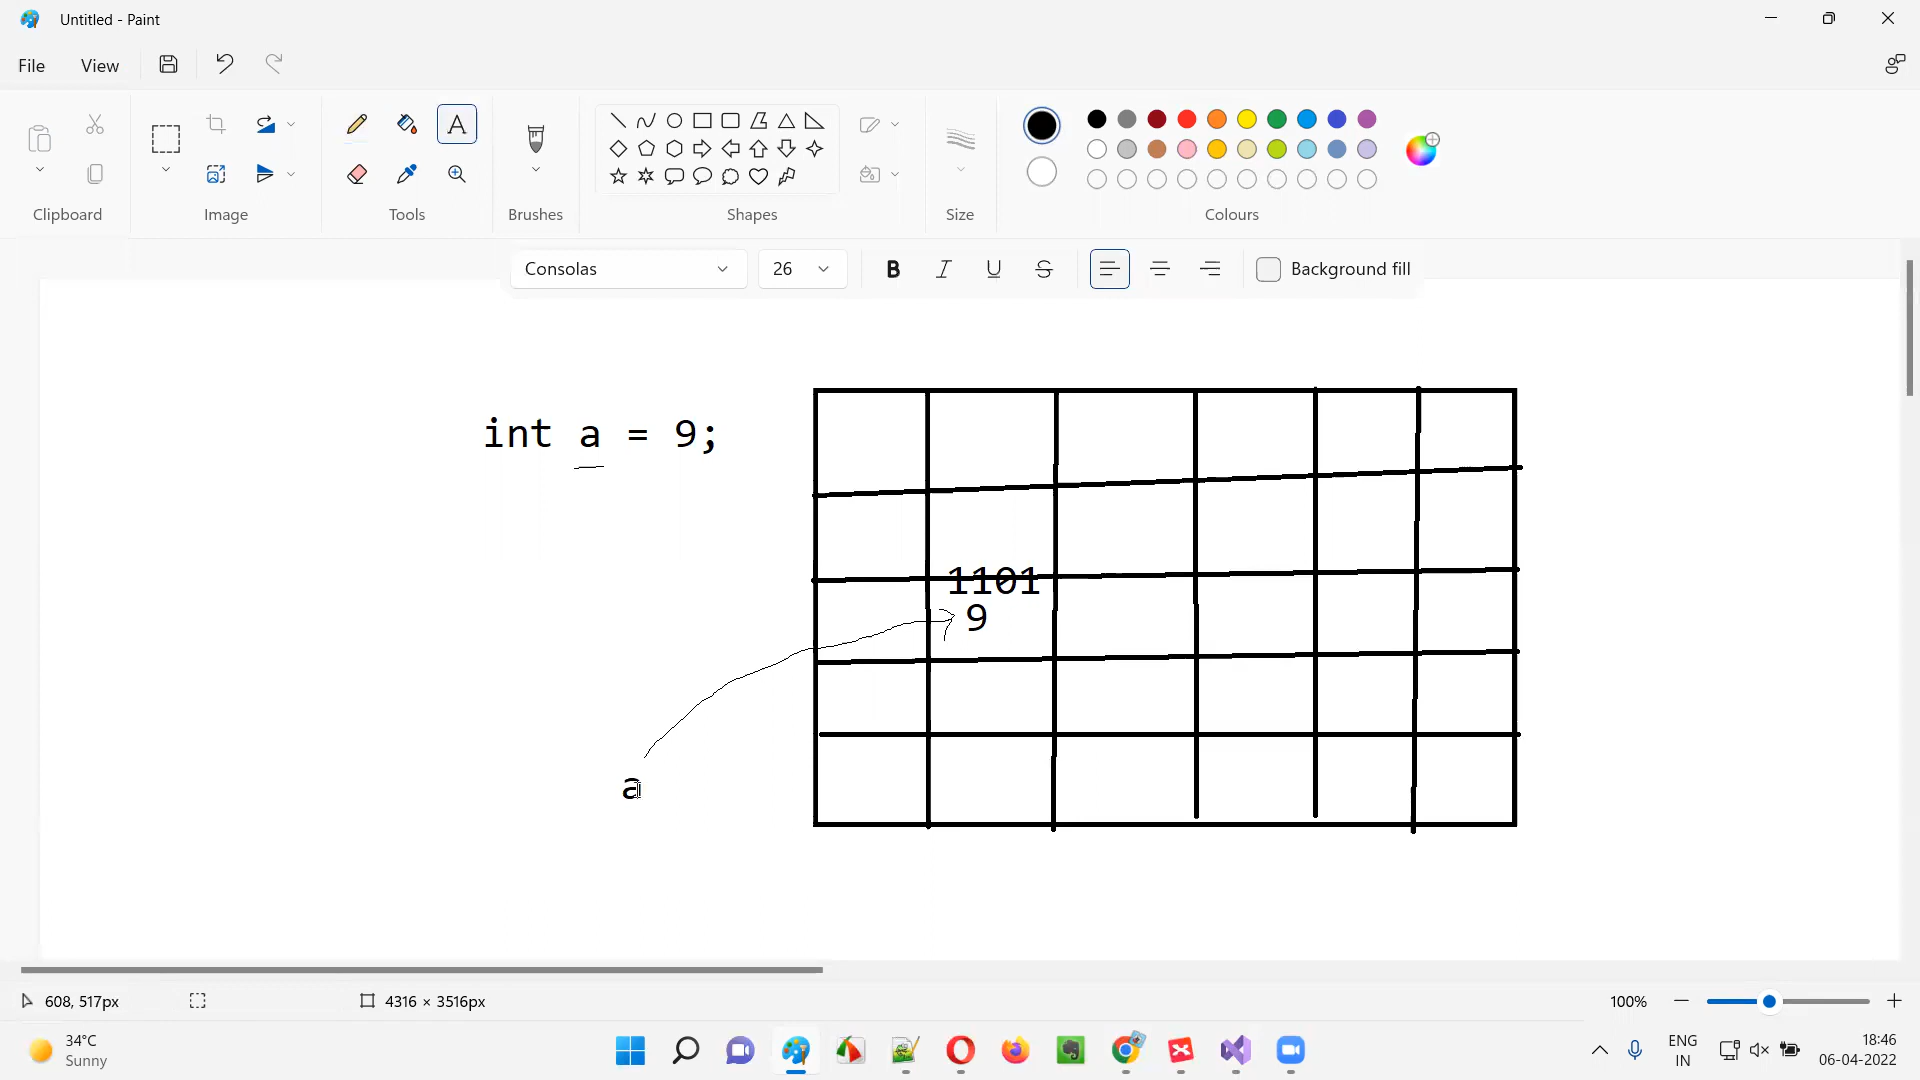 Untitled - Paint
File
View
Clipboard
Image
Tools
Brushes
Shapes
Size
Colours
Consolas
26
B
I
U
S
Background fill
int a = 9;
1101
9
a
608, 517px
4316 × 3516px
100%
34°C
Sunny
ENG
IN
18:46
06-04-2022